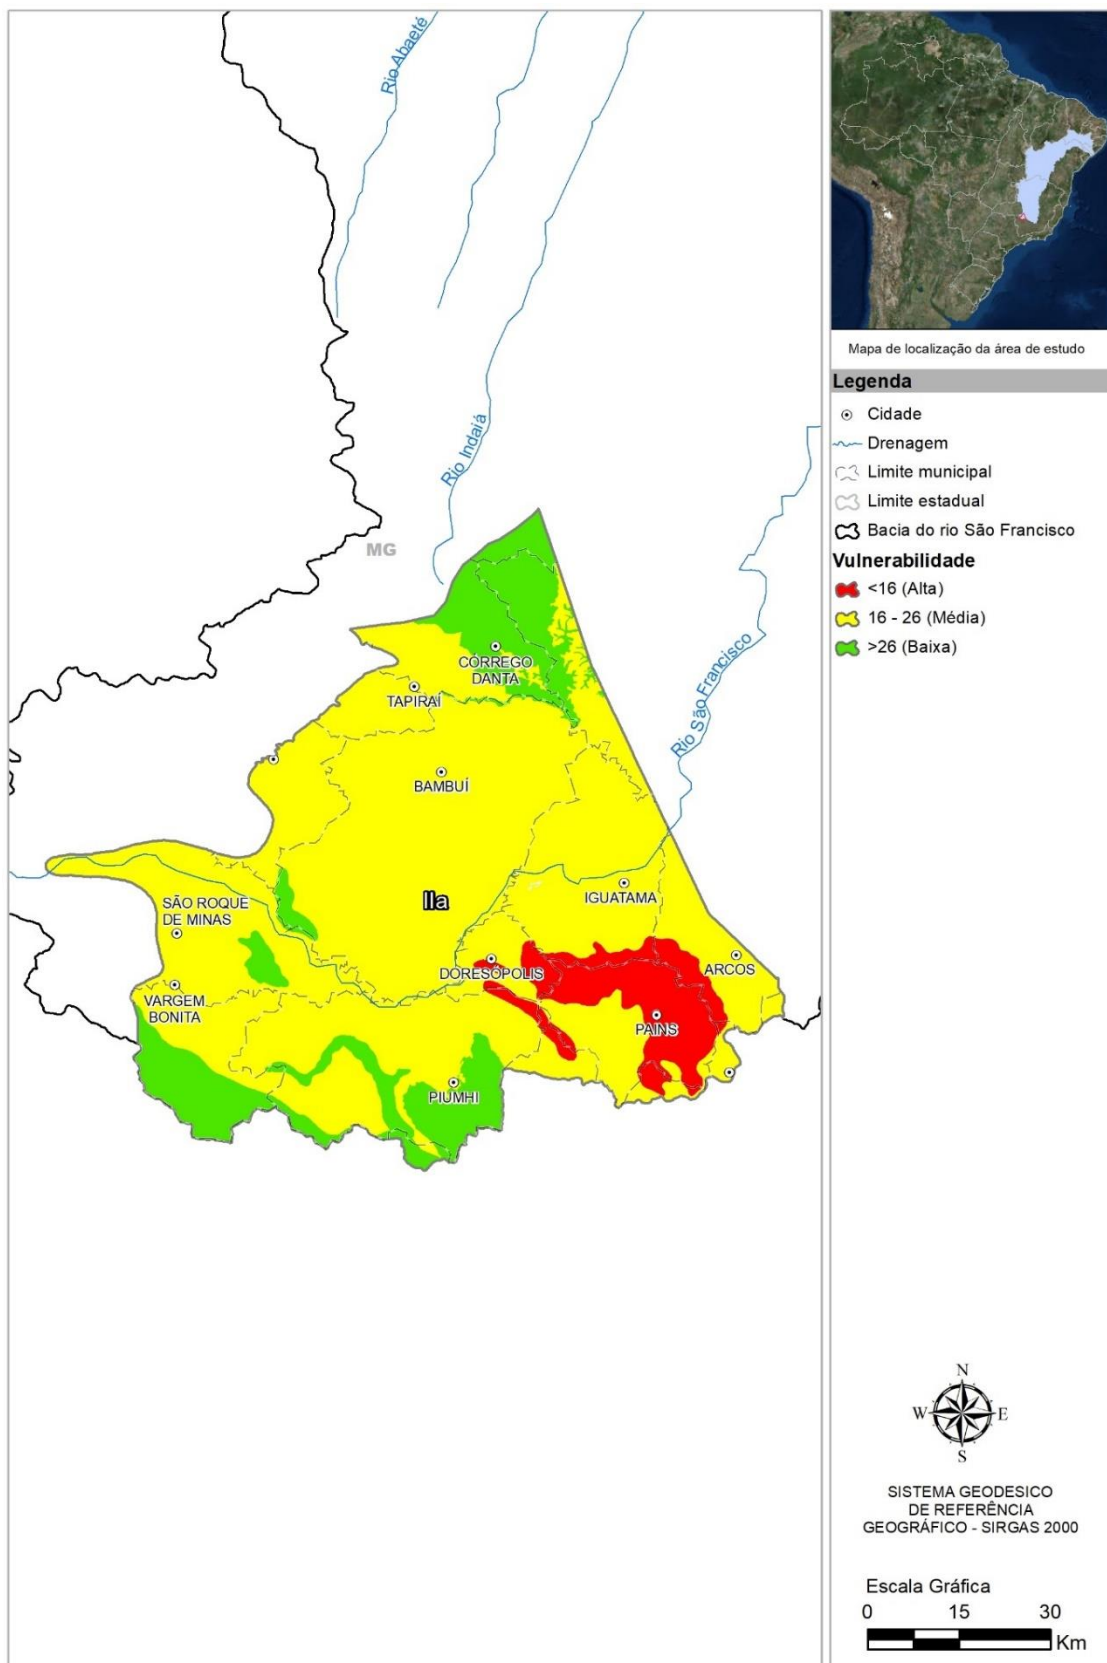 Rio Abaeté
Rio Indaiá
MG
CÓRREGO
DANTA
TAPIRAÍ
Rio São Francisco
BAMBUÍ
IIa
IGUATAMA
SÃO ROQUE
DE MINAS
DORESÓPOLIS
ARCOS
VARGEM
BONITA
PAINS
PIUMHI
Mapa de localização da área de estudo
Legenda
Cidade
Drenagem
Limite municipal
Limite estadual
Bacia do rio São Francisco
Vulnerabilidade
<16 (Alta)
16 - 26 (Média)
>26 (Baixa)
N
W E
S
SISTEMA GEODESICO
DE REFERÊNCIA
GEOGRÁFICO - SIRGAS 2000
Escala Gráfica
0 15 30
Km